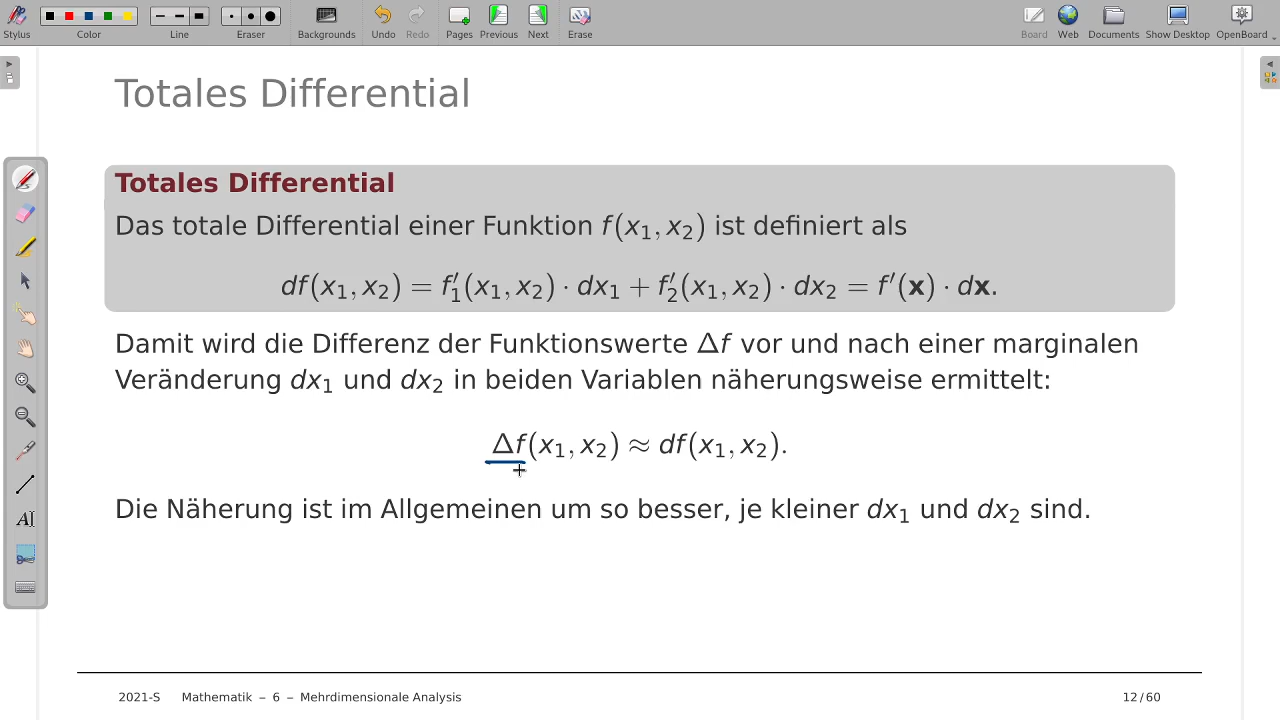 Stylus
Color
Line
Eraser
Backgrounds
Undo
Redo
Pages
Previous
Next
Erase
Board
Web
Documents
Show Desktop
OpenBoard
Totales Differential
Totales Differential
Das totale Differential einer Funktion f(x₁, x₂) ist definiert als
df(x₁, x₂) = f′₁(x₁, x₂) · dx₁ + f′₂(x₁, x₂) · dx₂ = f′(x) · dx.
Damit wird die Differenz der Funktionswerte Δf vor und nach einer marginalen
Veränderung dx₁ und dx₂ in beiden Variablen näherungsweise ermittelt:
Δf(x₁, x₂) ≈ df(x₁, x₂).
Die Näherung ist im Allgemeinen um so besser, je kleiner dx₁ und dx₂ sind.
2021-S Mathematik – 6 – Mehrdimensionale Analysis
12/60